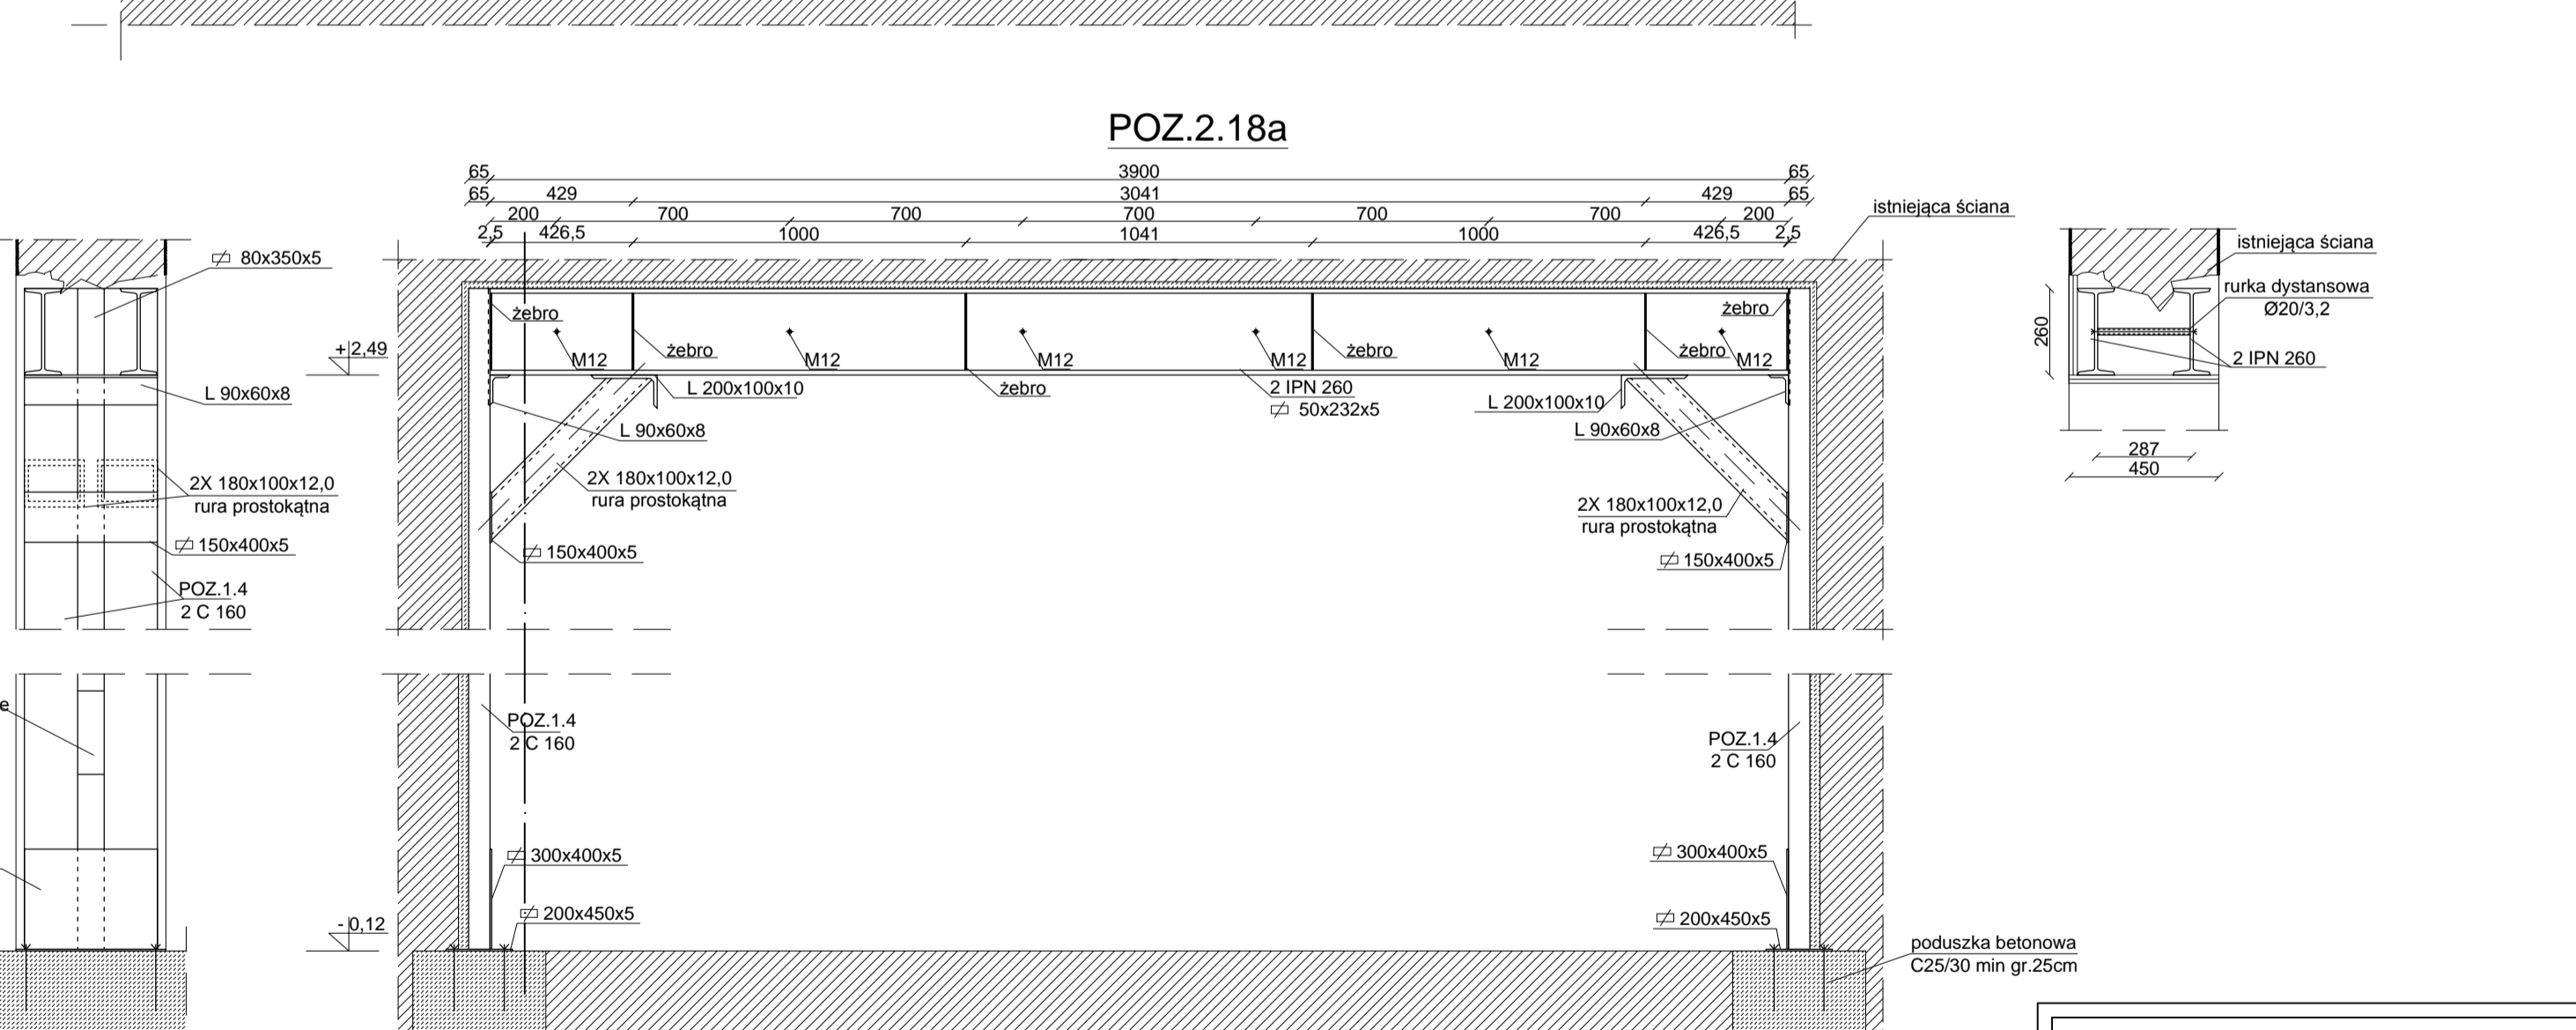 POZ.2.18a
65 3900 65
65 429 3041 429 65
200 700 700 700 700 700 200
2,5 426,5 1000 1041 1000 426,5 2,5
istniejąca ściana
80x350x5
L 90x60x8
2X 180x100x12,0
rura prostokątna
150x400x5
POZ.1.4
2 C 160
e
+2,49
-0,12
żebro
M12
żebro
M12
M12
żebro
M12
żebro
M12
żebro
M12
żebro
L 200x100x10
L 90x60x8
2 IPN 260
50x232x5
L 200x100x10
L 90x60x8
2X 180x100x12,0
rura prostokątna
150x400x5
2X 180x100x12,0
rura prostokątna
150x400x5
POZ.1.4
2 C 160
POZ.1.4
2 C 160
300x400x5
200x450x5
300x400x5
200x450x5
poduszka betonowa
C25/30 min gr.25cm
istniejąca ściana
rurka dystansowa
Ø20/3,2
2 IPN 260
260
287
450